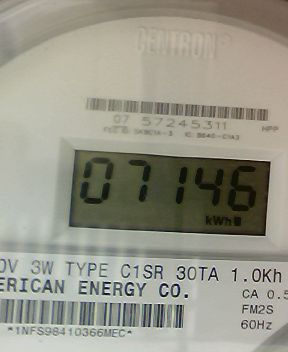 CENTRON®
07 57245311
HPP
07146
kWh
0V 3W TYPE C1SR 30TA 1.0Kh
ERICAN ENERGY CO.
CA 0.5
FM2S
60Hz
*1NFS98410366MEC*